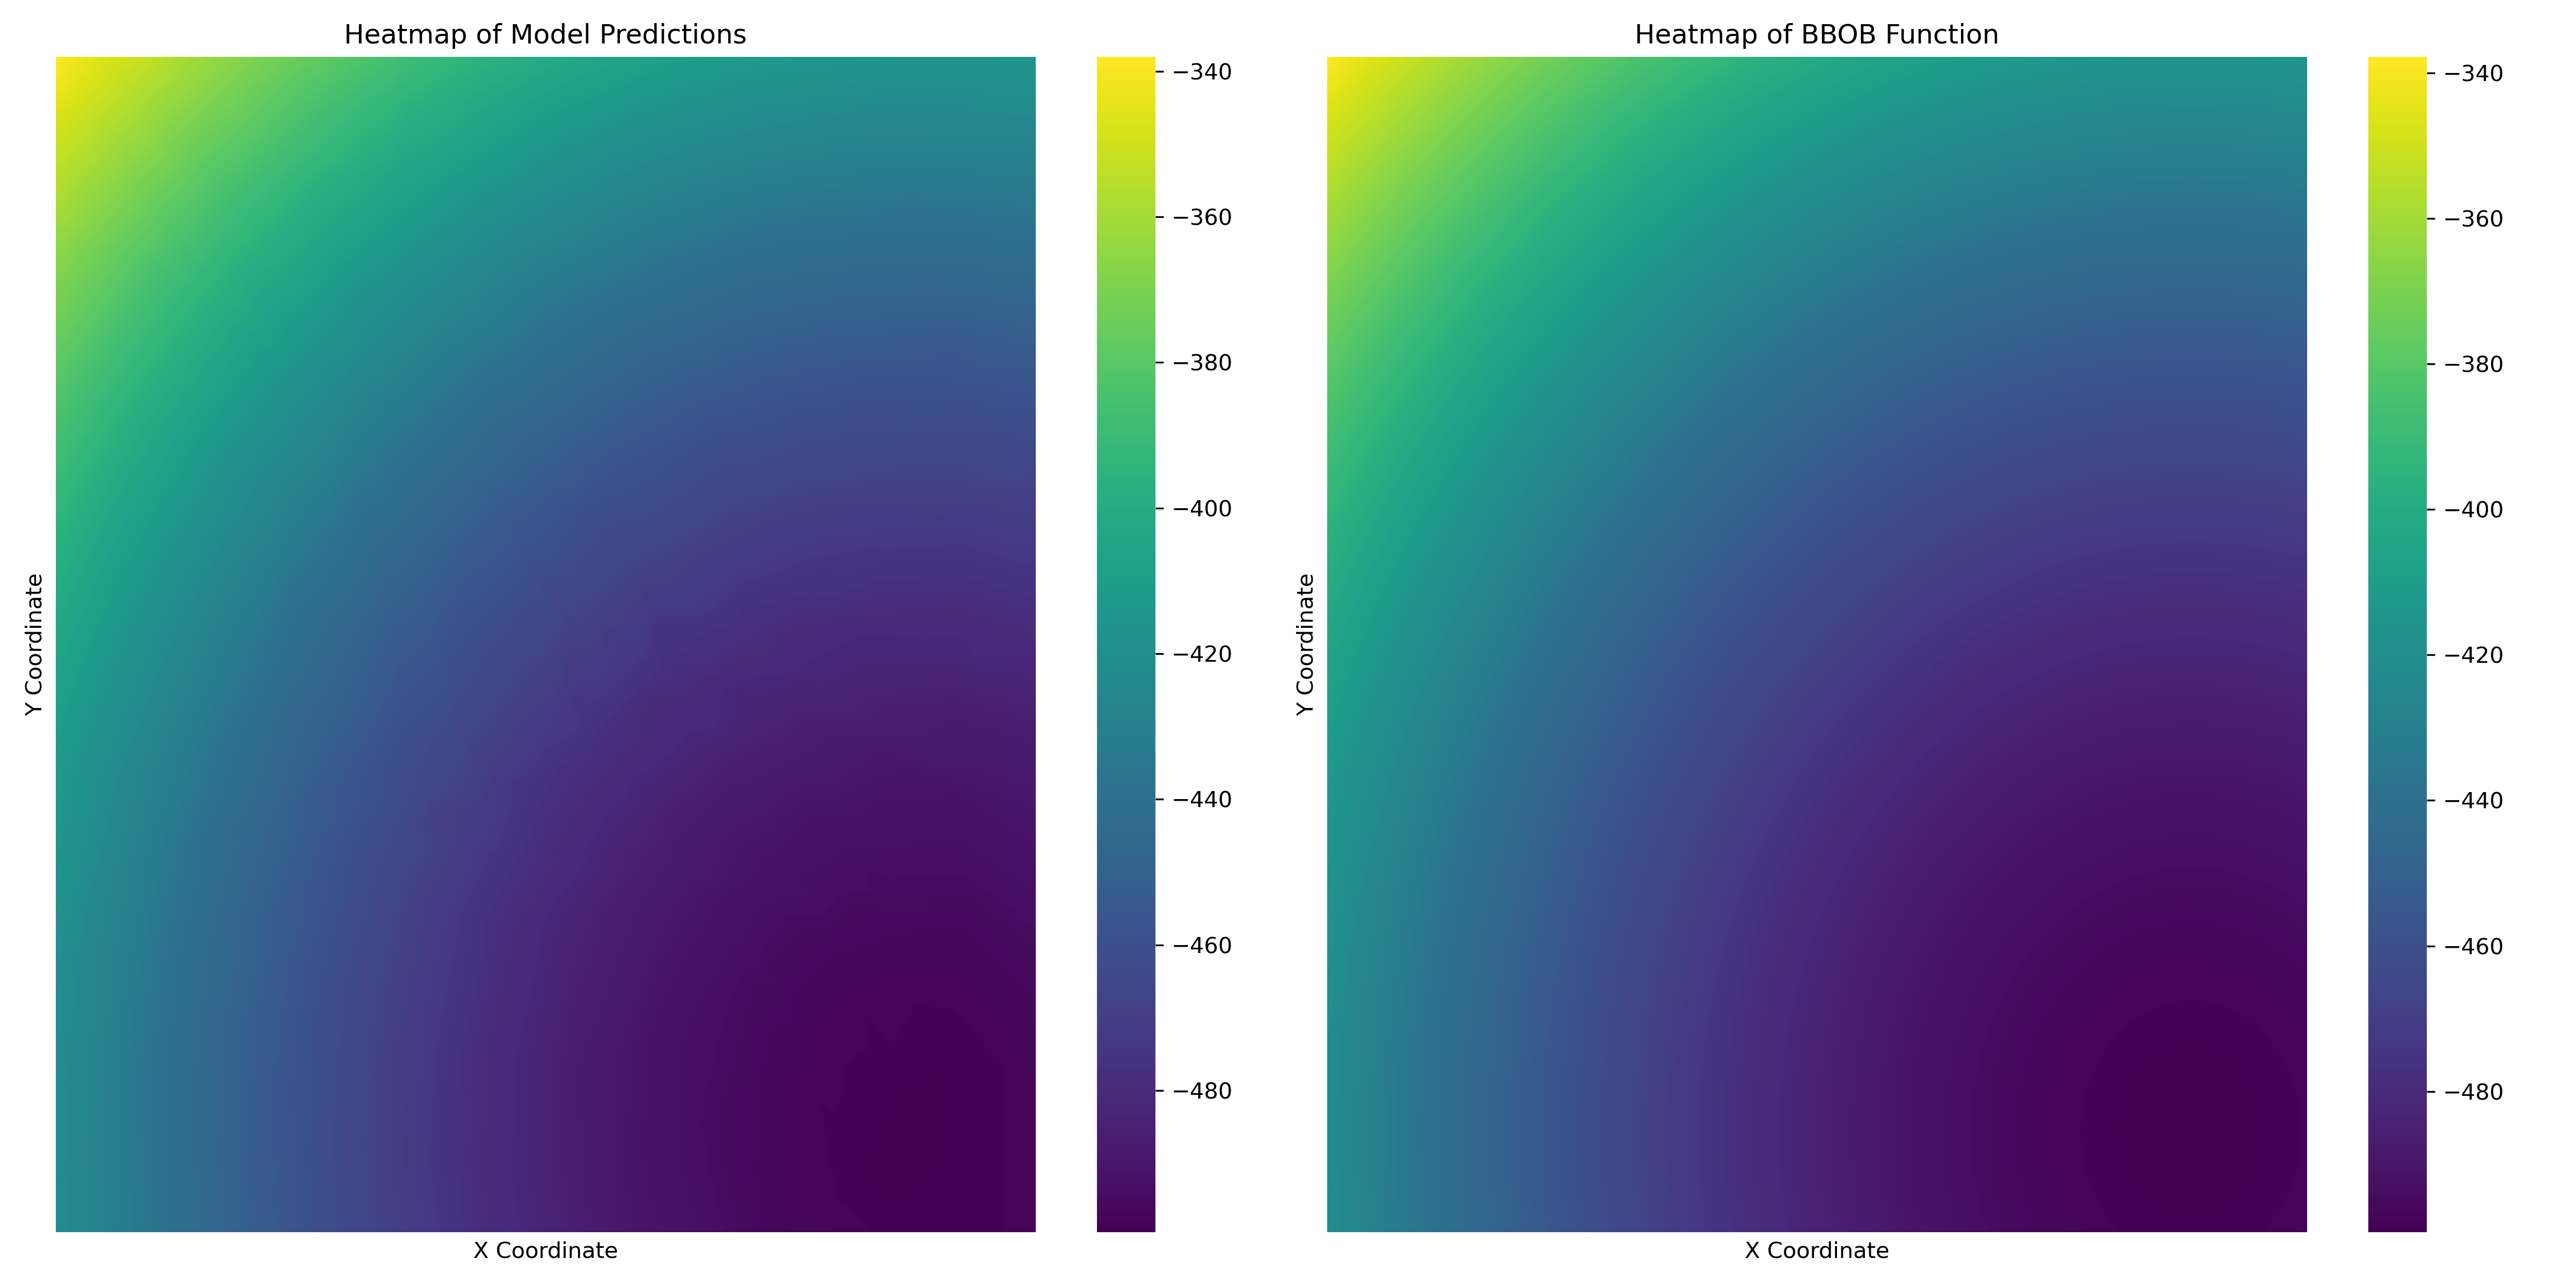 Heatmap of Model Predictions
Y Coordinate
X Coordinate
−340
−360
−380
−400
−420
−440
−460
−480
Heatmap of BBOB Function
Y Coordinate
X Coordinate
−340
−360
−380
−400
−420
−440
−460
−480